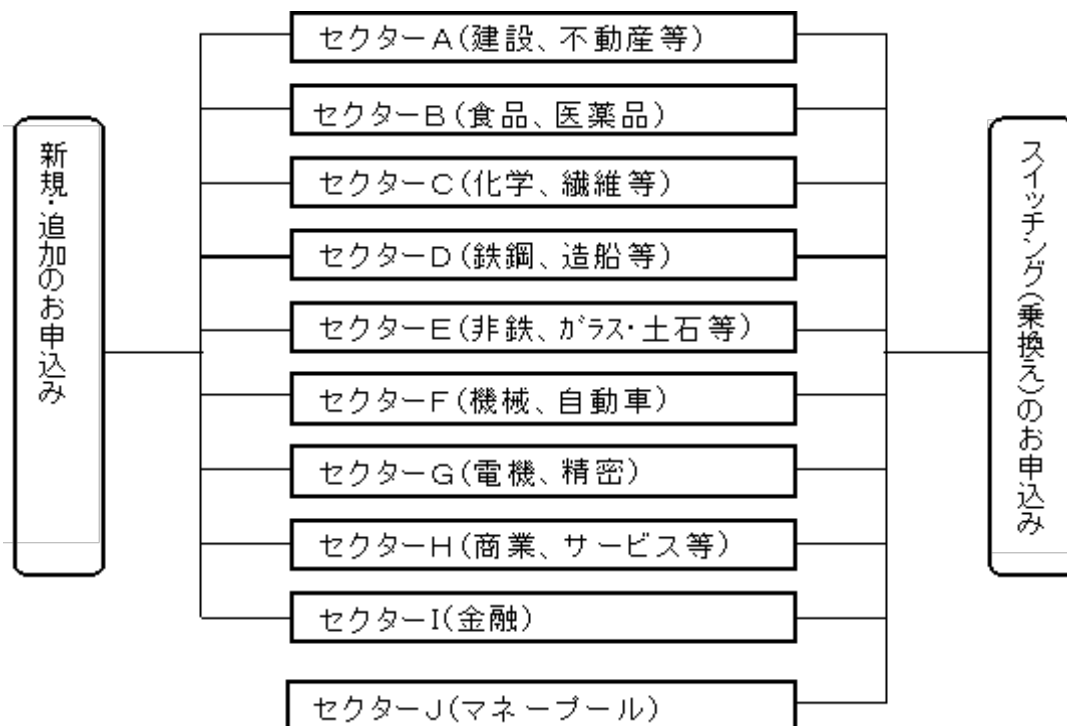 新規・追加のお申込み
セクターA(建設、不動産等)
セクターB(食品、医薬品)
セクターC(化学、繊維等)
セクターD(鉄鋼、造船等)
セクターE(非鉄、ガラス・土石等)
セクターF(機械、自動車)
セクターG(電機、精密)
セクターH(商業、サービス等)
セクターI(金融)
セクターJ(マネープール)
スイッチング(乗換え)のお申込み